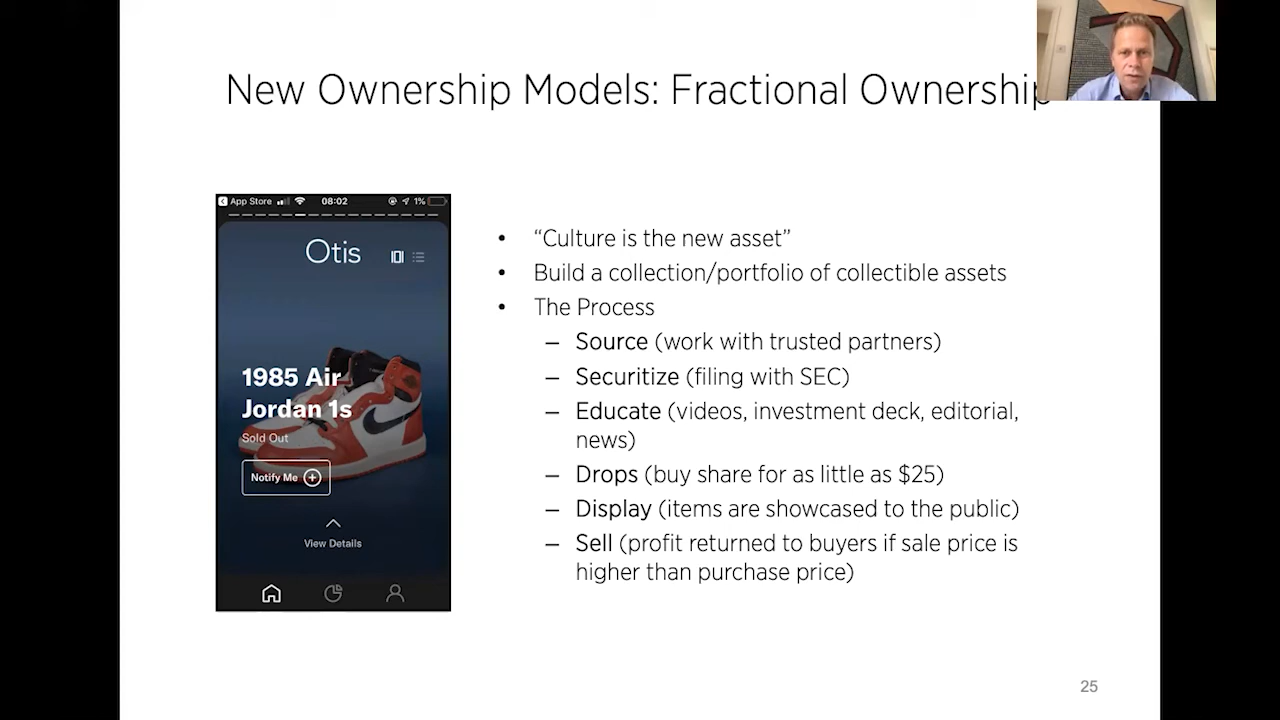 New Ownership Models: Fractional Ownership
App Store
08:02
1%
Otis
1985 Air
Jordan 1s
Sold Out
Notify Me
View Details
• “Culture is the new asset”
• Build a collection/portfolio of collectible assets
• The Process
– Source (work with trusted partners)
– Securitize (filing with SEC)
– Educate (videos, investment deck, editorial,
news)
– Drops (buy share for as little as $25)
– Display (items are showcased to the public)
– Sell (profit returned to buyers if sale price is
higher than purchase price)
25